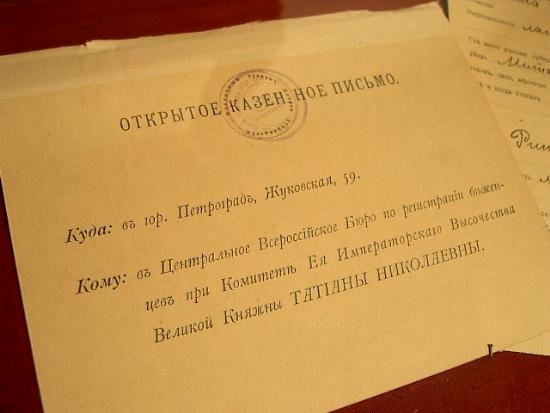 ОТКРЫТОЕ КАЗЕННОЕ ПИСЬМО.
Куда: въ гор. Петроградъ, Жуковская, 59.
Кому: въ Центральное Всероссійское Бюро по регистраціи бѣжен-
цевъ при Комитетѣ Ея Императорскаго Высочества
Великой Княжны ТАТІАНЫ НИКОЛАЕВНЫ.